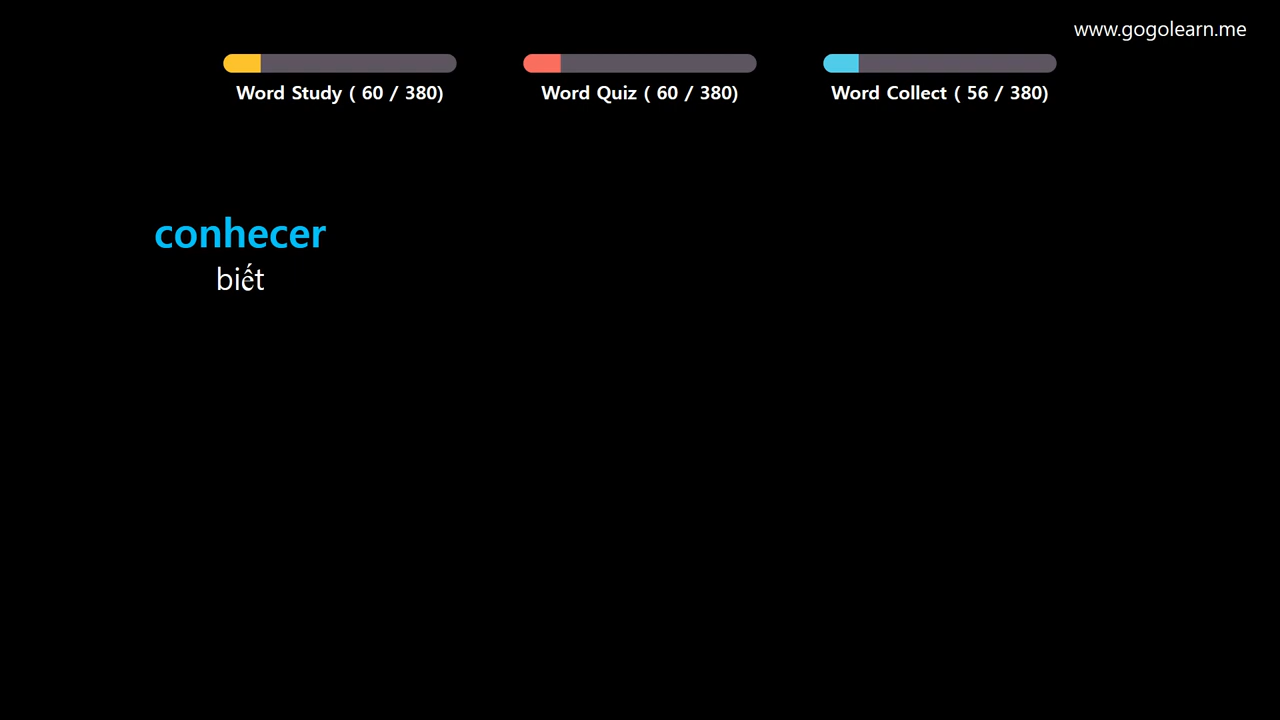 www.gogolearn.me
Word Study ( 60 / 380)
Word Quiz ( 60 / 380)
Word Collect ( 56 / 380)
conhecer
biết